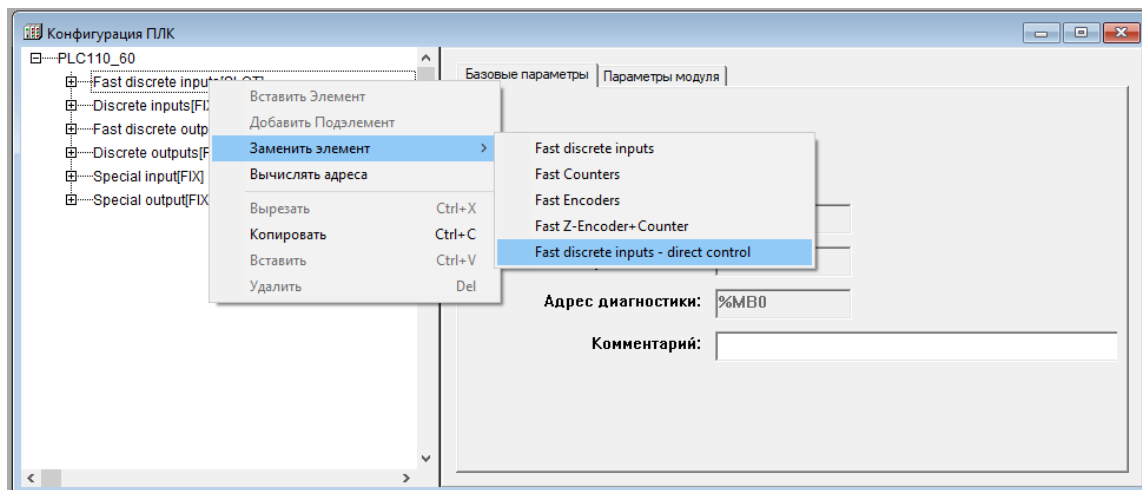 Конфигурация ПЛК
PLC110_60
Fast discrete inputs[SLOT]
Discrete inputs[FI
Fast discrete outp
Discrete outputs[F
Special input[FIX]
Special output[FIX
Вставить Элемент
Добавить Подэлемент
Заменить элемент
Вычислять адреса
Вырезать Ctrl+X
Копировать Ctrl+C
Вставить Ctrl+V
Удалить Del
Fast discrete inputs
Fast Counters
Fast Encoders
Fast Z-Encoder+Counter
Fast discrete inputs - direct control
Базовые параметры Параметры модуля
Адрес диагностики: %MB0
Комментарий: